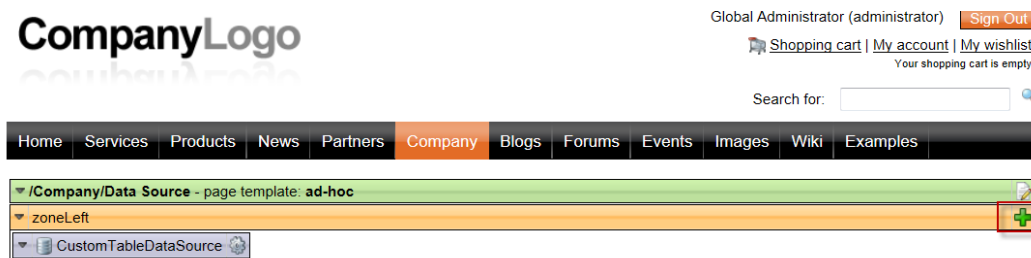 CompanyLogo
Global Administrator (administrator) Sign Out
Shopping cart | My account | My wishlist
Your shopping cart is empty
Search for:
Home Services Products News Partners Company Blogs Forums Events Images Wiki Examples
/Company/Data Source - page template: ad-hoc
zoneLeft
CustomTableDataSource